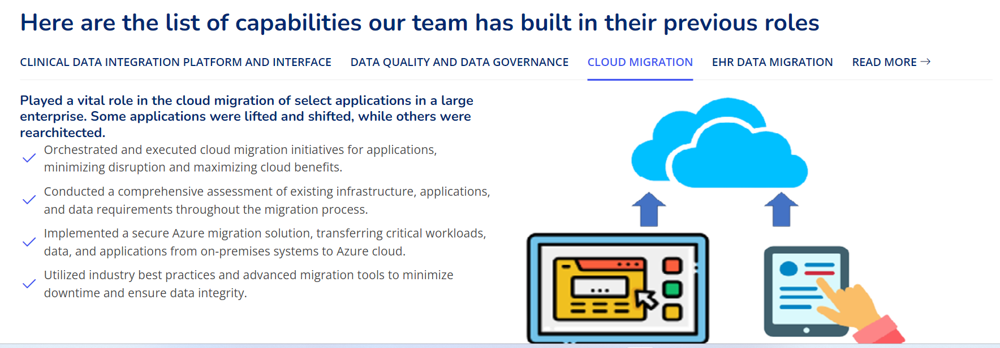 Here are the list of capabilities our team has built in their previous roles
CLINICAL DATA INTEGRATION PLATFORM AND INTERFACE DATA QUALITY AND DATA GOVERNANCE CLOUD MIGRATION EHR DATA MIGRATION READ MORE →
Played a vital role in the cloud migration of select applications in a large
enterprise. Some applications were lifted and shifted, while others were
rearchitected.
Orchestrated and executed cloud migration initiatives for applications,
minimizing disruption and maximizing cloud benefits.
Conducted a comprehensive assessment of existing infrastructure, applications,
and data requirements throughout the migration process.
Implemented a secure Azure migration solution, transferring critical workloads,
data, and applications from on-premises systems to Azure cloud.
Utilized industry best practices and advanced migration tools to minimize
downtime and ensure data integrity.